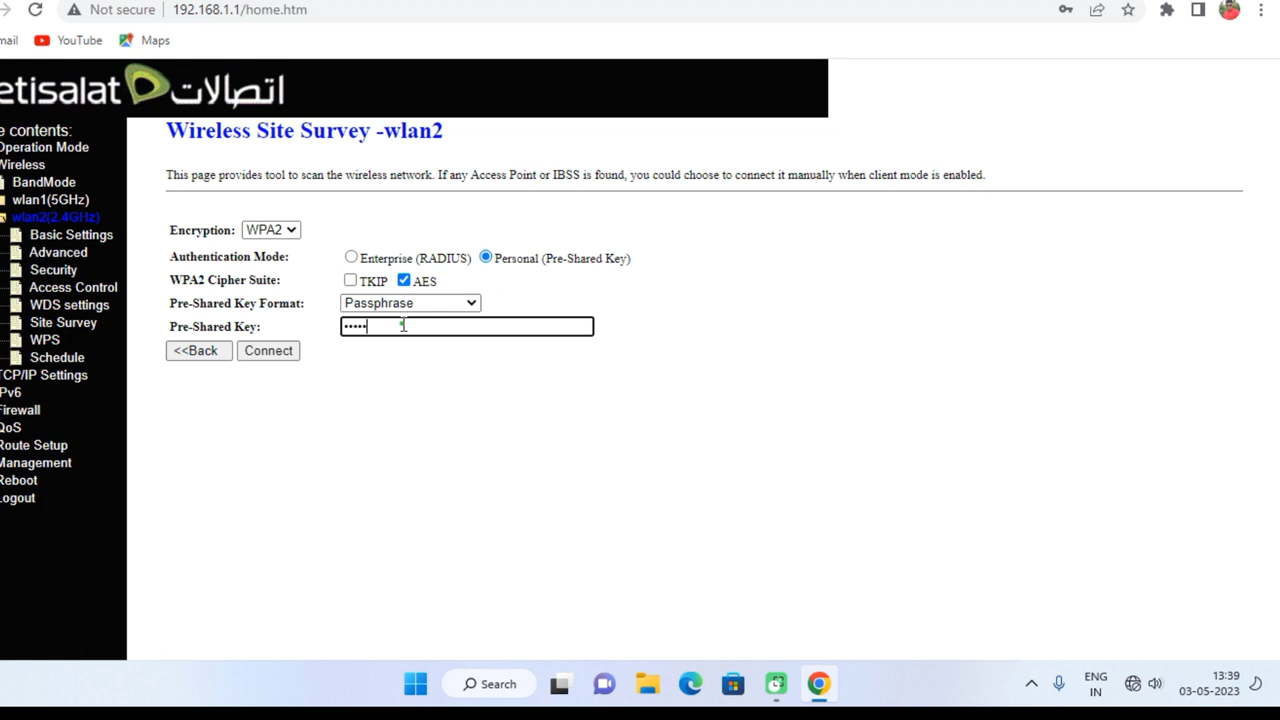 Not secure 192.168.1.1/home.htm
mail YouTube Maps
etisalat اتصالات
e contents:
Operation Mode
Wireless
BandMode
wlan1(5GHz)
wlan2(2.4GHz)
Basic Settings
Advanced
Security
Access Control
WDS settings
Site Survey
WPS
Schedule
TCP/IP Settings
IPv6
Firewall
QoS
Route Setup
Management
Reboot
Logout
Wireless Site Survey -wlan2
This page provides tool to scan the wireless network. If any Access Point or IBSS is found, you could choose to connect it manually when client mode is enabled.
Encryption: WPA2
Authentication Mode: Enterprise (RADIUS) Personal (Pre-Shared Key)
WPA2 Cipher Suite: TKIP AES
Pre-Shared Key Format: Passphrase
Pre-Shared Key: •••••
<<Back Connect
Search
ENG
IN
13:39
03-05-2023